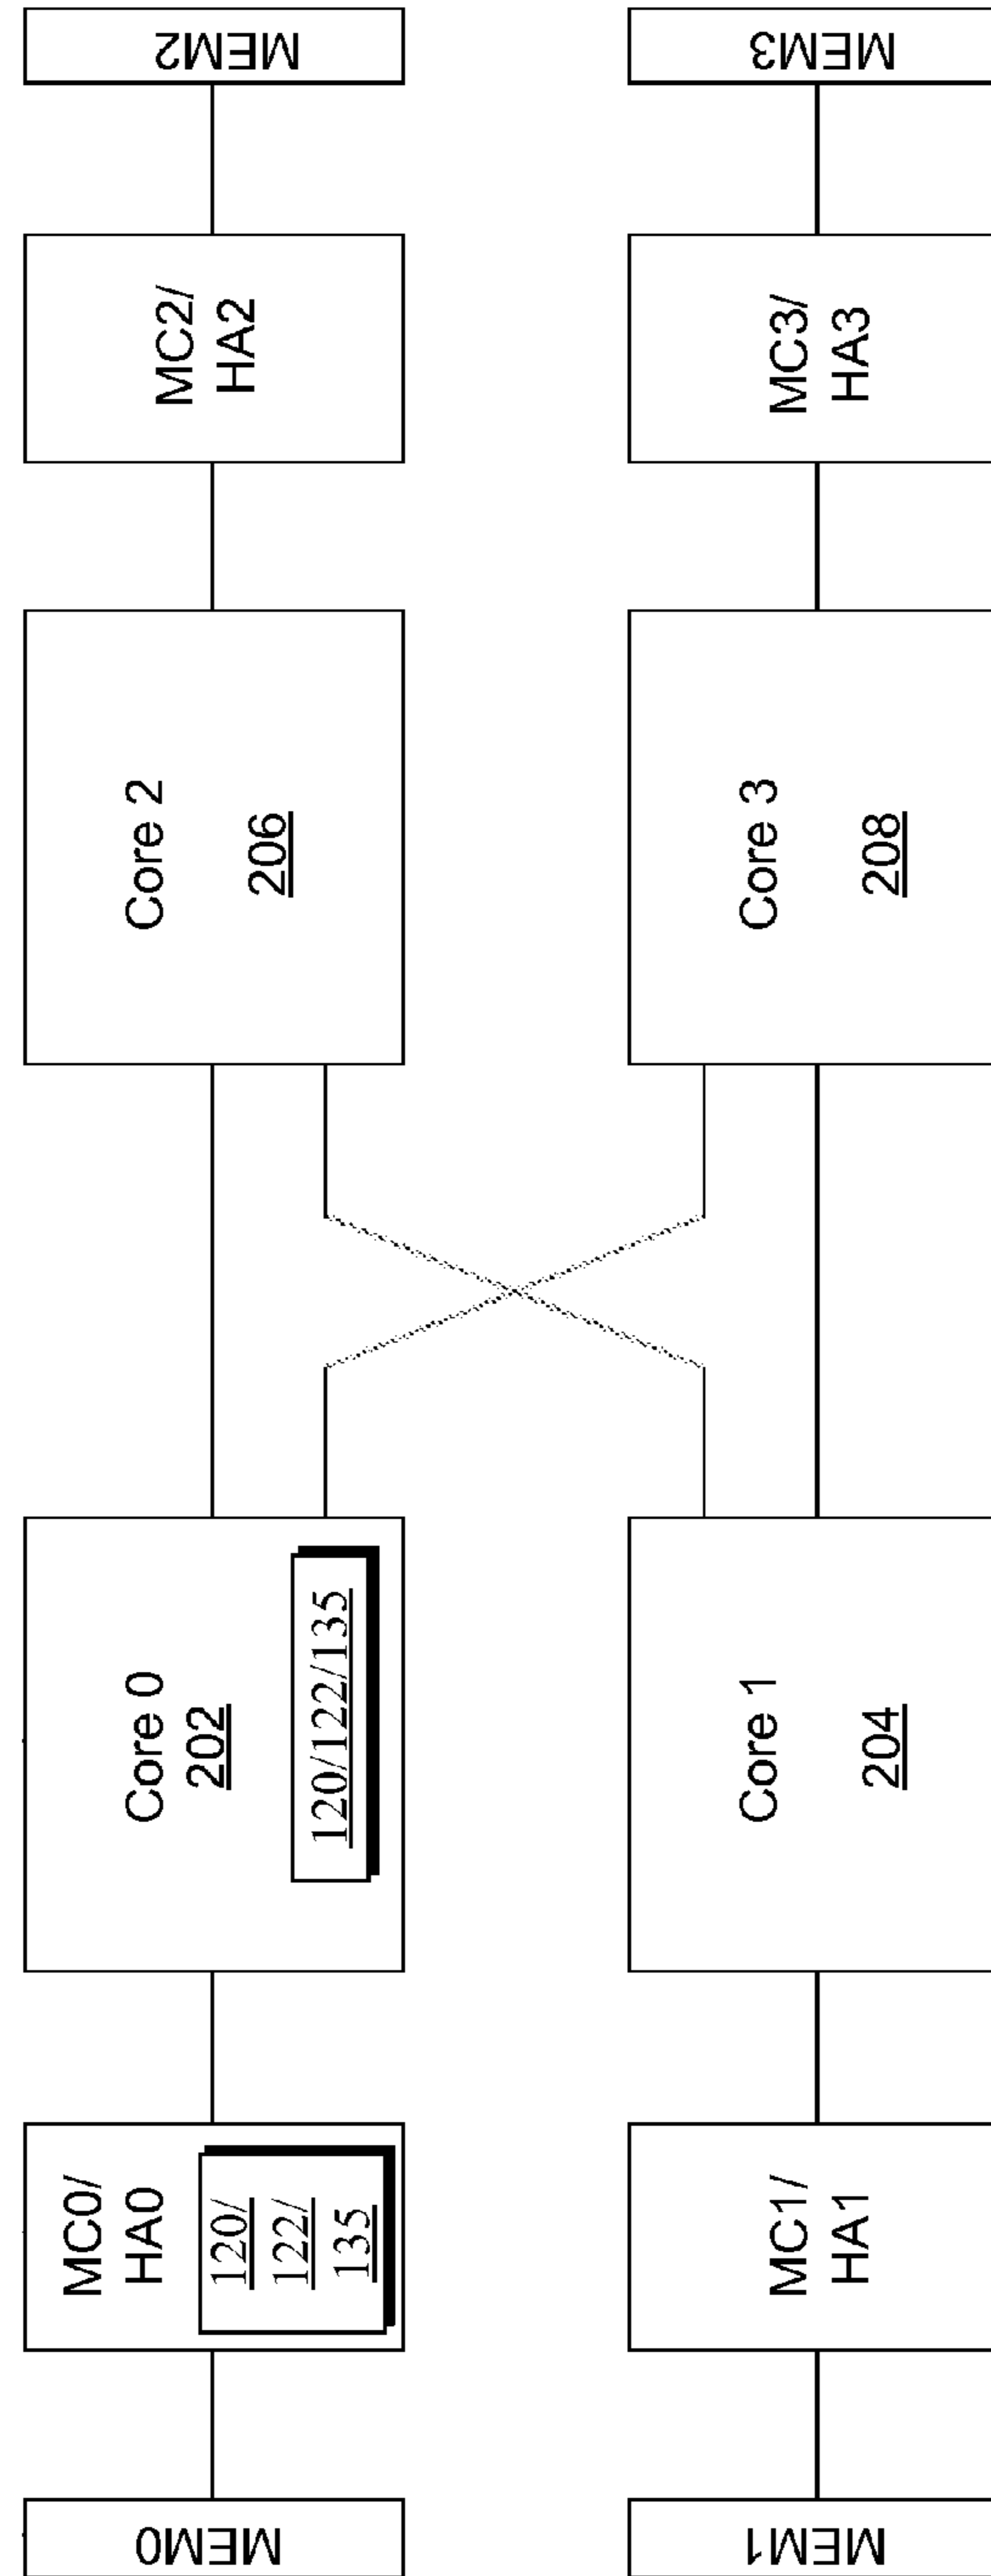 MEM0
MC0/
HA0
120/
122/
135
Core 0
202
120/122/135
Core 2
206
MC2/
HA2
MEM2
MEM1
MC1/
HA1
Core 1
204
Core 3
208
MC3/
HA3
MEM3